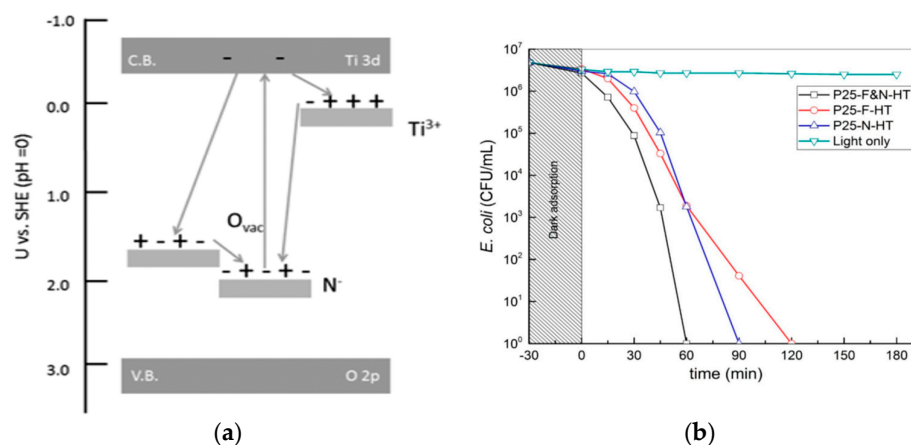 (a)
-1.0
0.0
1.0
2.0
3.0
U vs. SHE (pH =0)
C.B. Ti 3d
- -
- + + +
Ti³⁺
Oᵥₐc
+ - + -
- + - + -
N⁻
V.B. O 2p
(a)
(b)
10⁷
10⁶
10⁵
10⁴
10³
10²
10¹
10⁰
E. coli (CFU/mL)
Dark adsorption
P25-F&N-HT
P25-F-HT
P25-N-HT
Light only
-30 0 30 60 90 120 150 180
time (min)
(b)